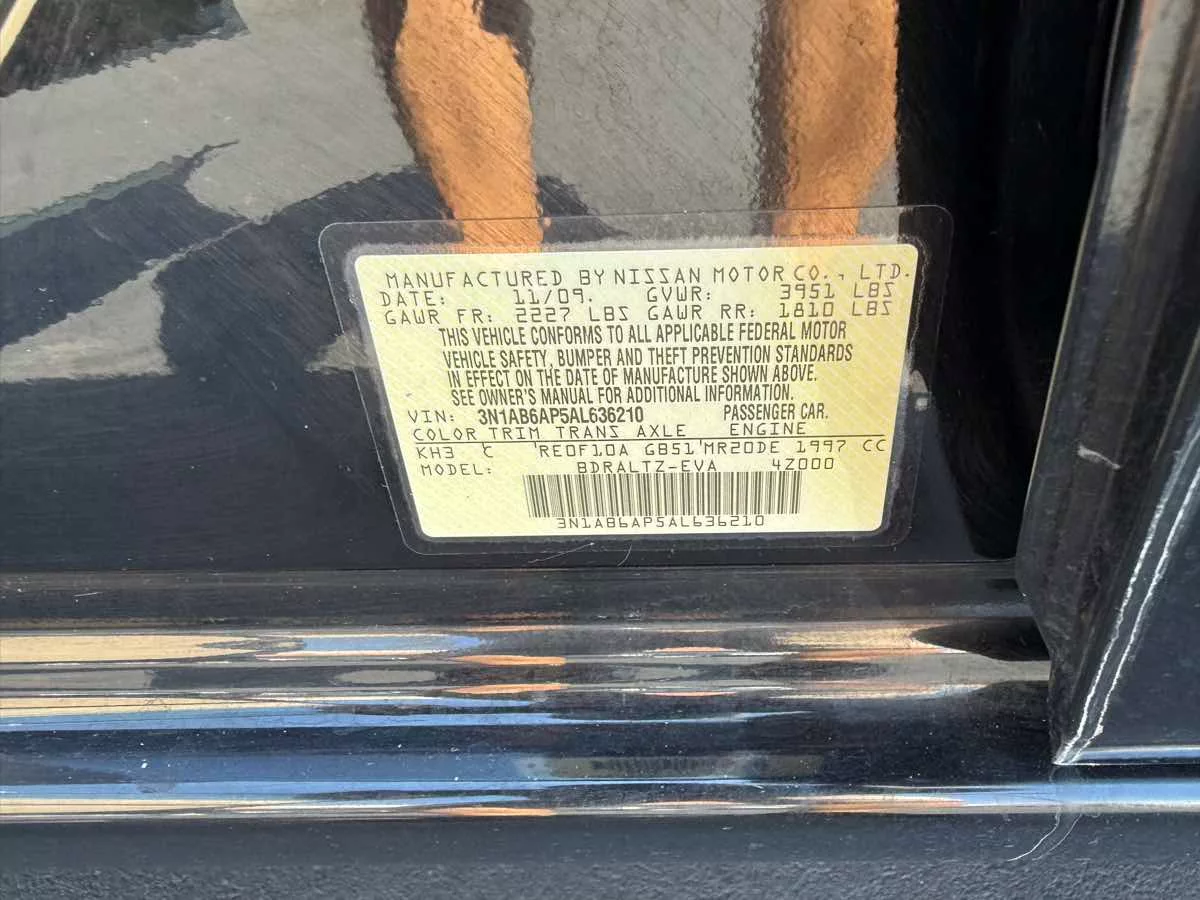 MANUFACTURED BY NISSAN MOTOR CO., LTD.
DATE: 11/09. GVWR: 3951 LBS
GAWR FR: 2227 LBS GAWR RR: 1810 LBS
THIS VEHICLE CONFORMS TO ALL APPLICABLE FEDERAL MOTOR
VEHICLE SAFETY, BUMPER AND THEFT PREVENTION STANDARDS
IN EFFECT ON THE DATE OF MANUFACTURE SHOWN ABOVE.
SEE OWNER'S MANUAL FOR ADDITIONAL INFORMATION.
VIN: 3N1AB6AP5AL636210 PASSENGER CAR.
COLOR TRIM TRANS AXLE ENGINE
KH3 C RE0F10A GB51 MR20DE 1997 CC
MODEL: BDRALTZ-EVA 4Z000
3N1AB6AP5AL636210